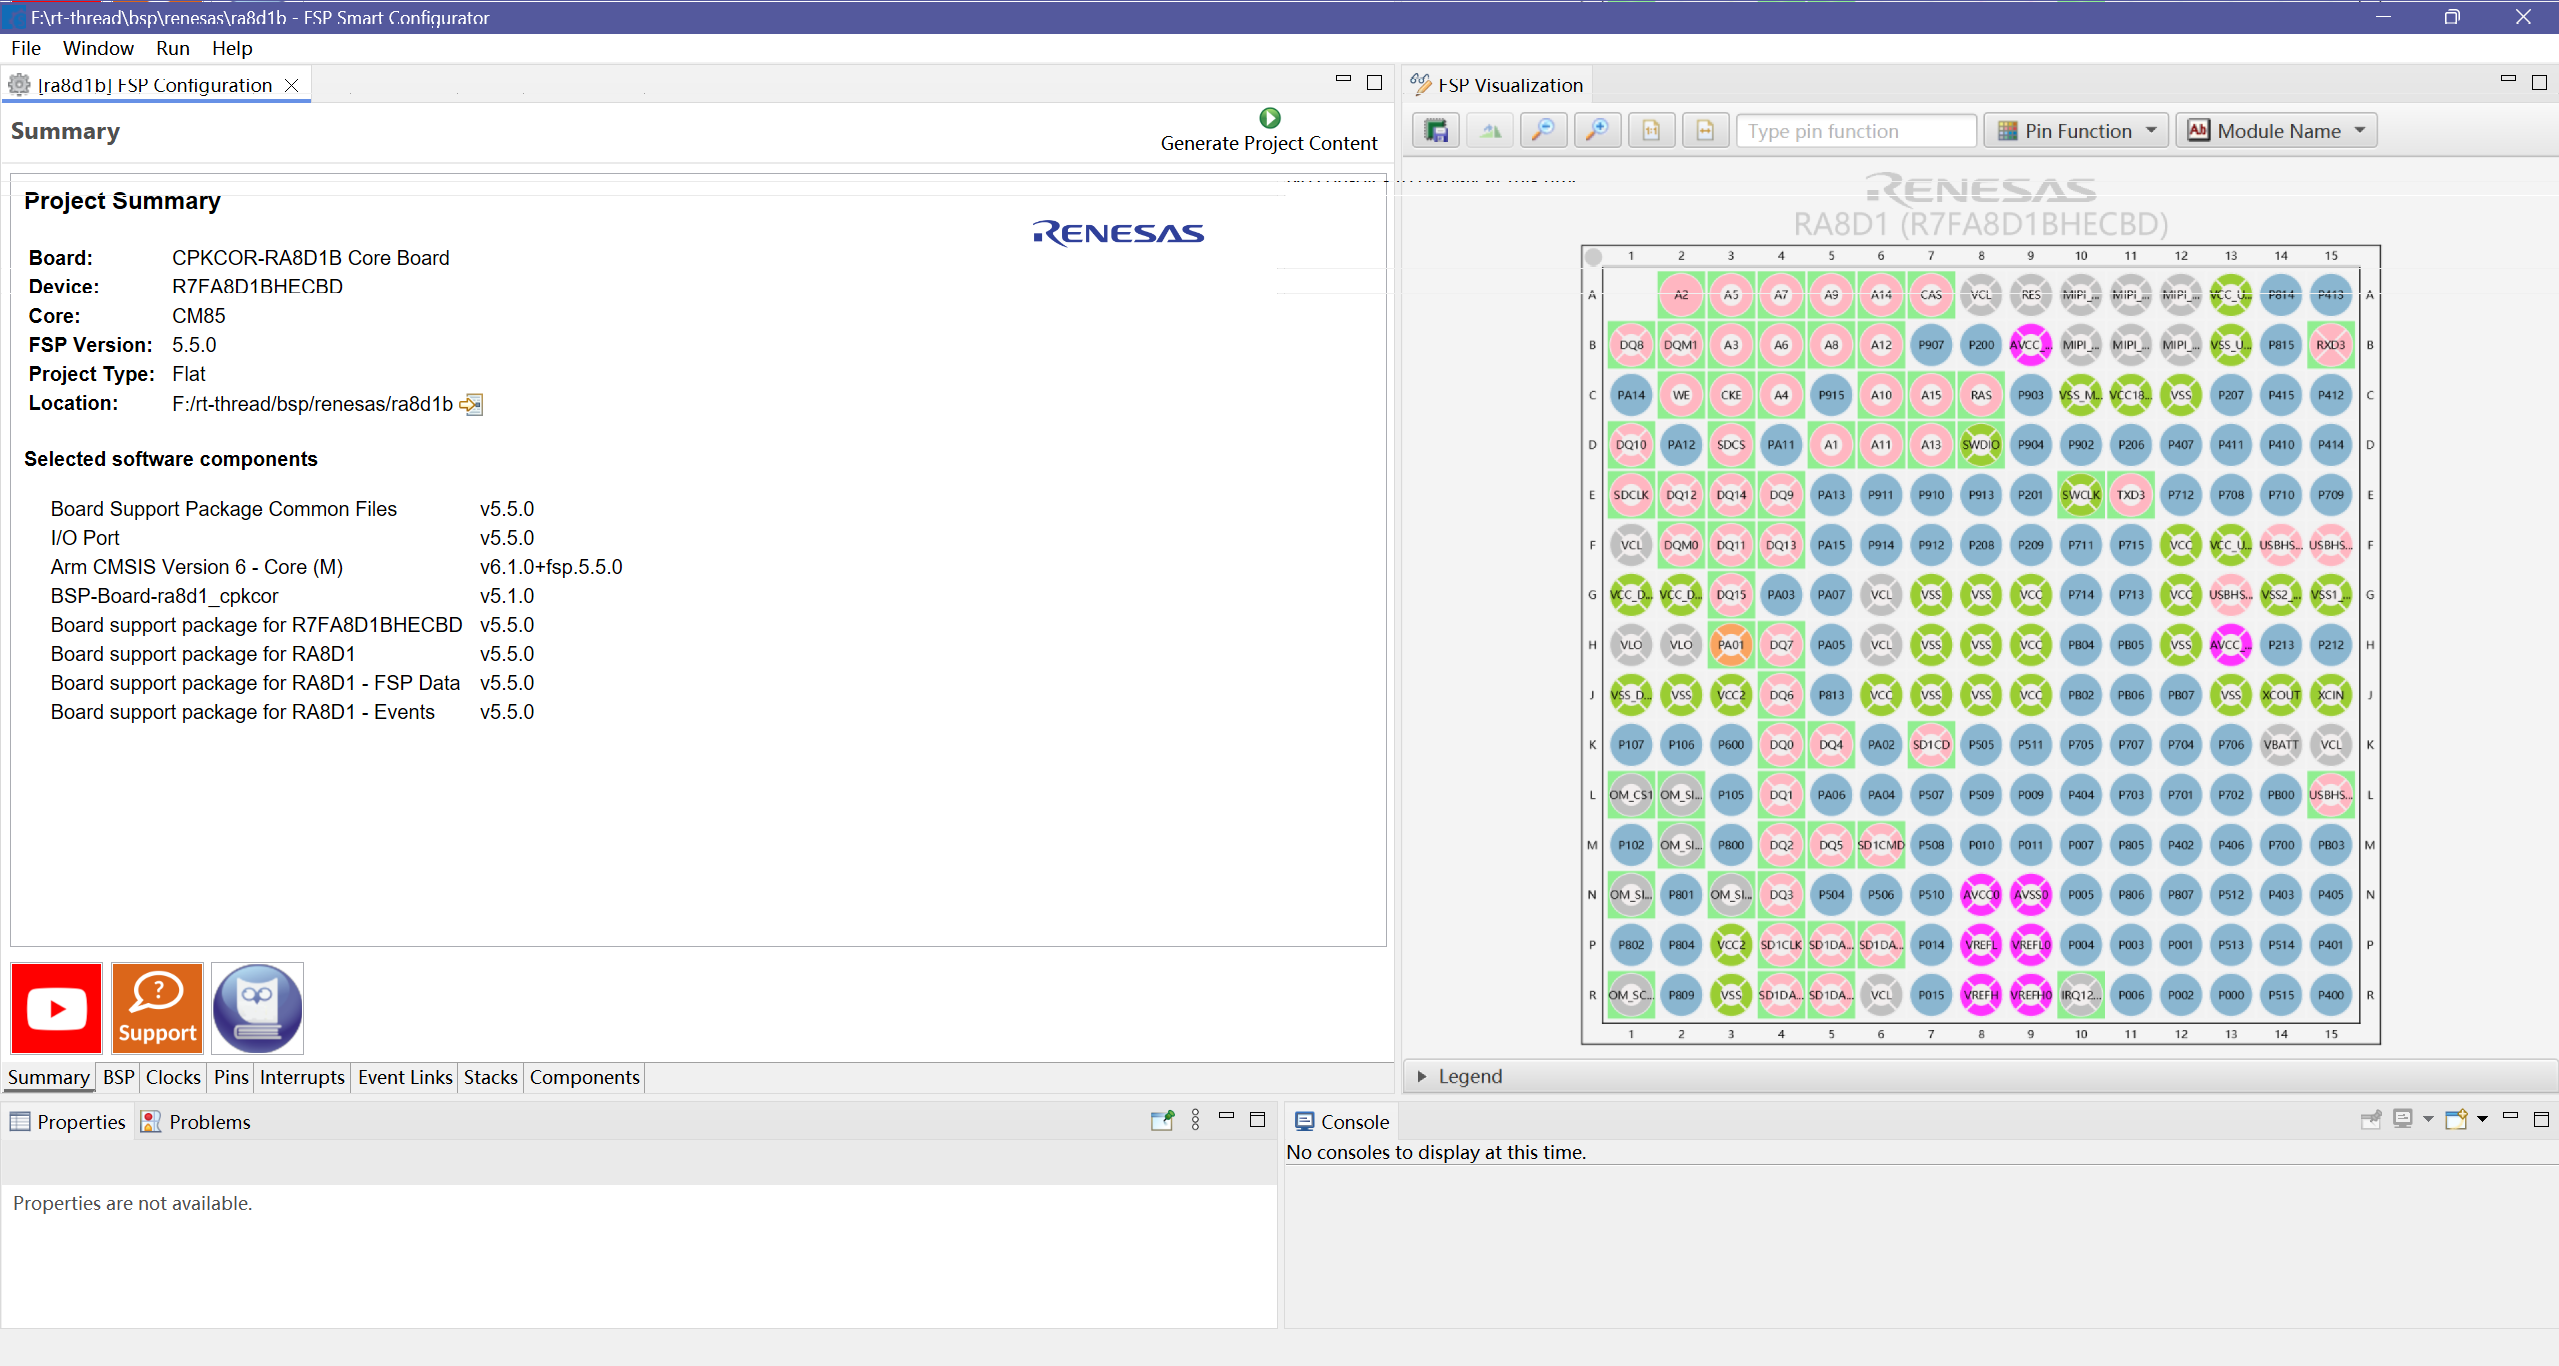 F:\rt-thread\bsp\renesas\ra8d1b - FSP Smart Configurator
File Window Run Help
[ra8d1b] FSP Configuration
Summary
Generate Project Content
Project Summary
RENESAS
Board: CPKCOR-RA8D1B Core Board
Device: R7FA8D1BHECBD
Core: CM85
FSP Version: 5.5.0
Project Type: Flat
Location: F:/rt-thread/bsp/renesas/ra8d1b
Selected software components
Board Support Package Common Files v5.5.0
I/O Port v5.5.0
Arm CMSIS Version 6 - Core (M) v6.1.0+fsp.5.5.0
BSP-Board-ra8d1_cpkcor v5.1.0
Board support package for R7FA8D1BHECBD v5.5.0
Board support package for RA8D1 v5.5.0
Board support package for RA8D1 - FSP Data v5.5.0
Board support package for RA8D1 - Events v5.5.0
Support
Summary BSP Clocks Pins Interrupts Event Links Stacks Components
FSP Visualization
Type pin function Pin Function Module Name
RENESAS
RA8D1 (R7FA8D1BHECBD)
1 2 3 4 5 6 7 8 9 10 11 12 13 14 15
A A2 A5 A7 A9 A14 CAS VCL RES MIPI_... MIPI_... MIPI_... VCC_U... P814 P413 A
B DQ8 DQM1 A3 A6 A8 A12 P907 P200 AVCC_... MIPI_... MIPI_... MIPI_... VSS_U... P815 RXD3 B
C PA14 WE CKE A4 P915 A10 A15 RAS P903 VSS_M... VCC18... VSS P207 P415 P412 C
D DQ10 PA12 SDCS PA11 A1 A11 A13 SWDIO P904 P902 P206 P407 P411 P410 P414 D
E SDCLK DQ12 DQ14 DQ9 PA13 P911 P910 P913 P201 SWCLK TXD3 P712 P708 P710 P709 E
F VCL DQM0 DQ11 DQ13 PA15 P914 P912 P208 P209 P711 P715 VCC VCC_U... USBHS... USBHS... F
G VCC_D... VCC_D... DQ15 PA03 PA07 VCL VSS VSS VCC P714 P713 VCC USBHS... VSS2_... VSS1_... G
H VLO VLO PA01 DQ7 PA05 VCL VSS VSS VCC PB04 PB05 VSS AVCC_... P213 P212 H
J VSS_D... VSS VCC2 DQ6 P813 VCC VSS VSS VCC PB02 PB06 PB07 VSS XCOUT XCIN J
K P107 P106 P600 DQ0 DQ4 PA02 SD1CD P505 P511 P705 P707 P704 P706 VBATT VCL K
L OM_CS1 OM_SI... P105 DQ1 PA06 PA04 P507 P509 P009 P404 P703 P701 P702 PB00 USBHS... L
M P102 OM_SI... P800 DQ2 DQ5 SD1CMD P508 P010 P011 P007 P805 P402 P406 P700 PB03 M
N OM_SI... P801 OM_SI... DQ3 P504 P506 P510 AVCC0 AVSS0 P005 P806 P807 P512 P403 P405 N
P P802 P804 VCC2 SD1CLK SD1DA... SD1DA... P014 VREFL VREFL0 P004 P003 P001 P513 P514 P401 P
R OM_SC... P809 VSS SD1DA... SD1DA... VCL P015 VREFH VREFH0 IRQ12... P006 P002 P000 P515 P400 R
1 2 3 4 5 6 7 8 9 10 11 12 13 14 15
Legend
Properties Problems
Properties are not available.
Console
No consoles to display at this time.